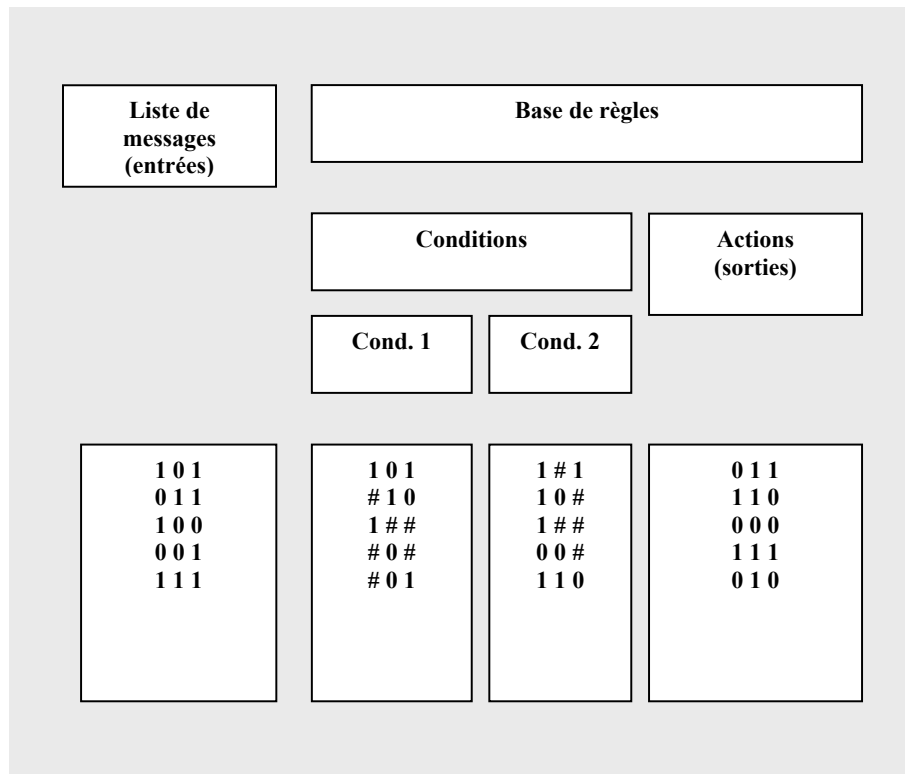 Liste de
messages
(entrées)
Base de règles
Conditions
Actions
(sorties)
Cond. 1
Cond. 2
1 0 1
0 1 1
1 0 0
0 0 1
1 1 1
1 0 1
# 1 0
1 # #
# 0 #
# 0 1
1 # 1
1 0 #
1 # #
0 0 #
1 1 0
0 1 1
1 1 0
0 0 0
1 1 1
0 1 0